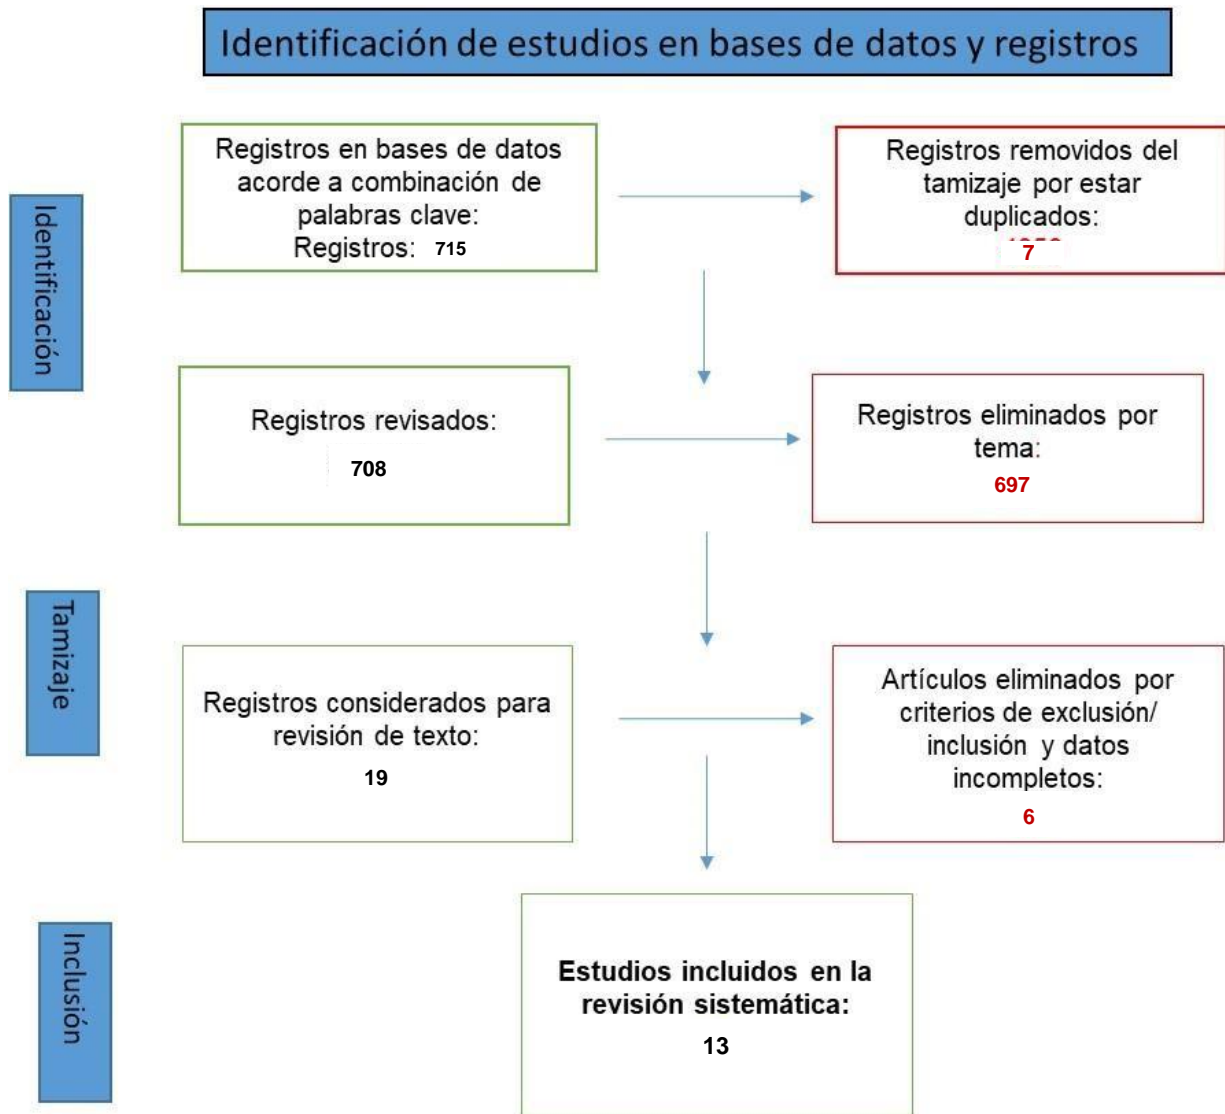 Identificación de estudios en bases de datos y registros
Identificación
Registros en bases de datos
acorde a combinación de
palabras clave:
Registros: 715
Registros removidos del
tamizaje por estar
duplicados:
7
Registros revisados:
708
Registros eliminados por
tema:
697
Tamizaje
Registros considerados para
revisión de texto:
19
Artículos eliminados por
criterios de exclusión/
inclusión y datos
incompletos:
6
Inclusión
Estudios incluidos en la
revisión sistemática:
13